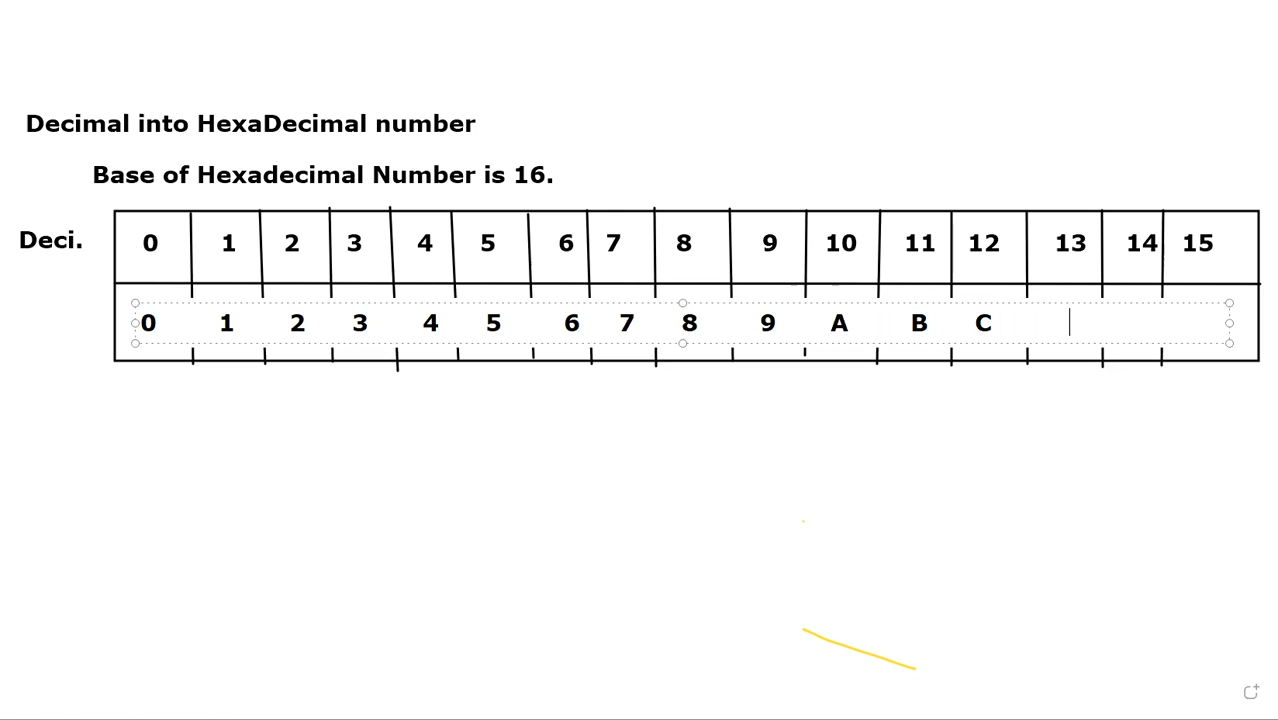 Decimal into HexaDecimal number
Base of Hexadecimal Number is 16.
Deci. 0 1 2 3 4 5 6 7 8 9 10 11 12 13 14 15
0 1 2 3 4 5 6 7 8 9 A B C